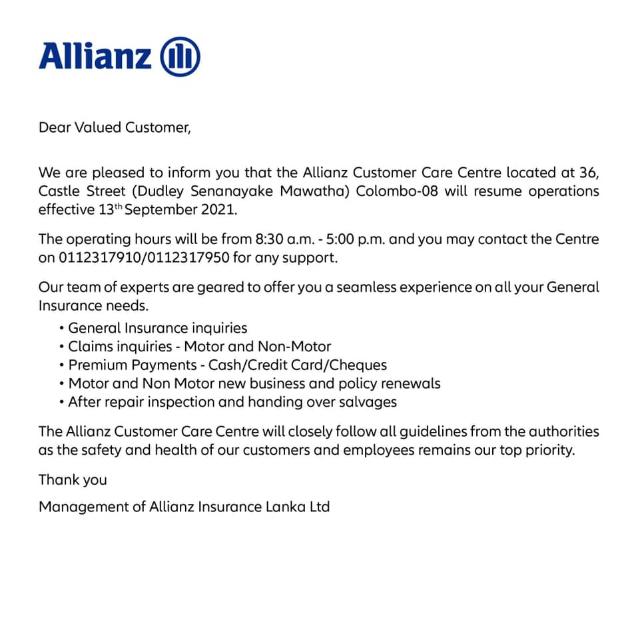 Allianz
Dear Valued Customer,
We are pleased to inform you that the Allianz Customer Care Centre located at 36,
Castle Street (Dudley Senanayake Mawatha) Colombo-08 will resume operations
effective 13th September 2021.
The operating hours will be from 8:30 a.m. - 5:00 p.m. and you may contact the Centre
on 0112317910/0112317950 for any support.
Our team of experts are geared to offer you a seamless experience on all your General
Insurance needs.
• General Insurance inquiries
• Claims inquiries - Motor and Non-Motor
• Premium Payments - Cash/Credit Card/Cheques
• Motor and Non Motor new business and policy renewals
• After repair inspection and handing over salvages
The Allianz Customer Care Centre will closely follow all guidelines from the authorities
as the safety and health of our customers and employees remains our top priority.
Thank you
Management of Allianz Insurance Lanka Ltd